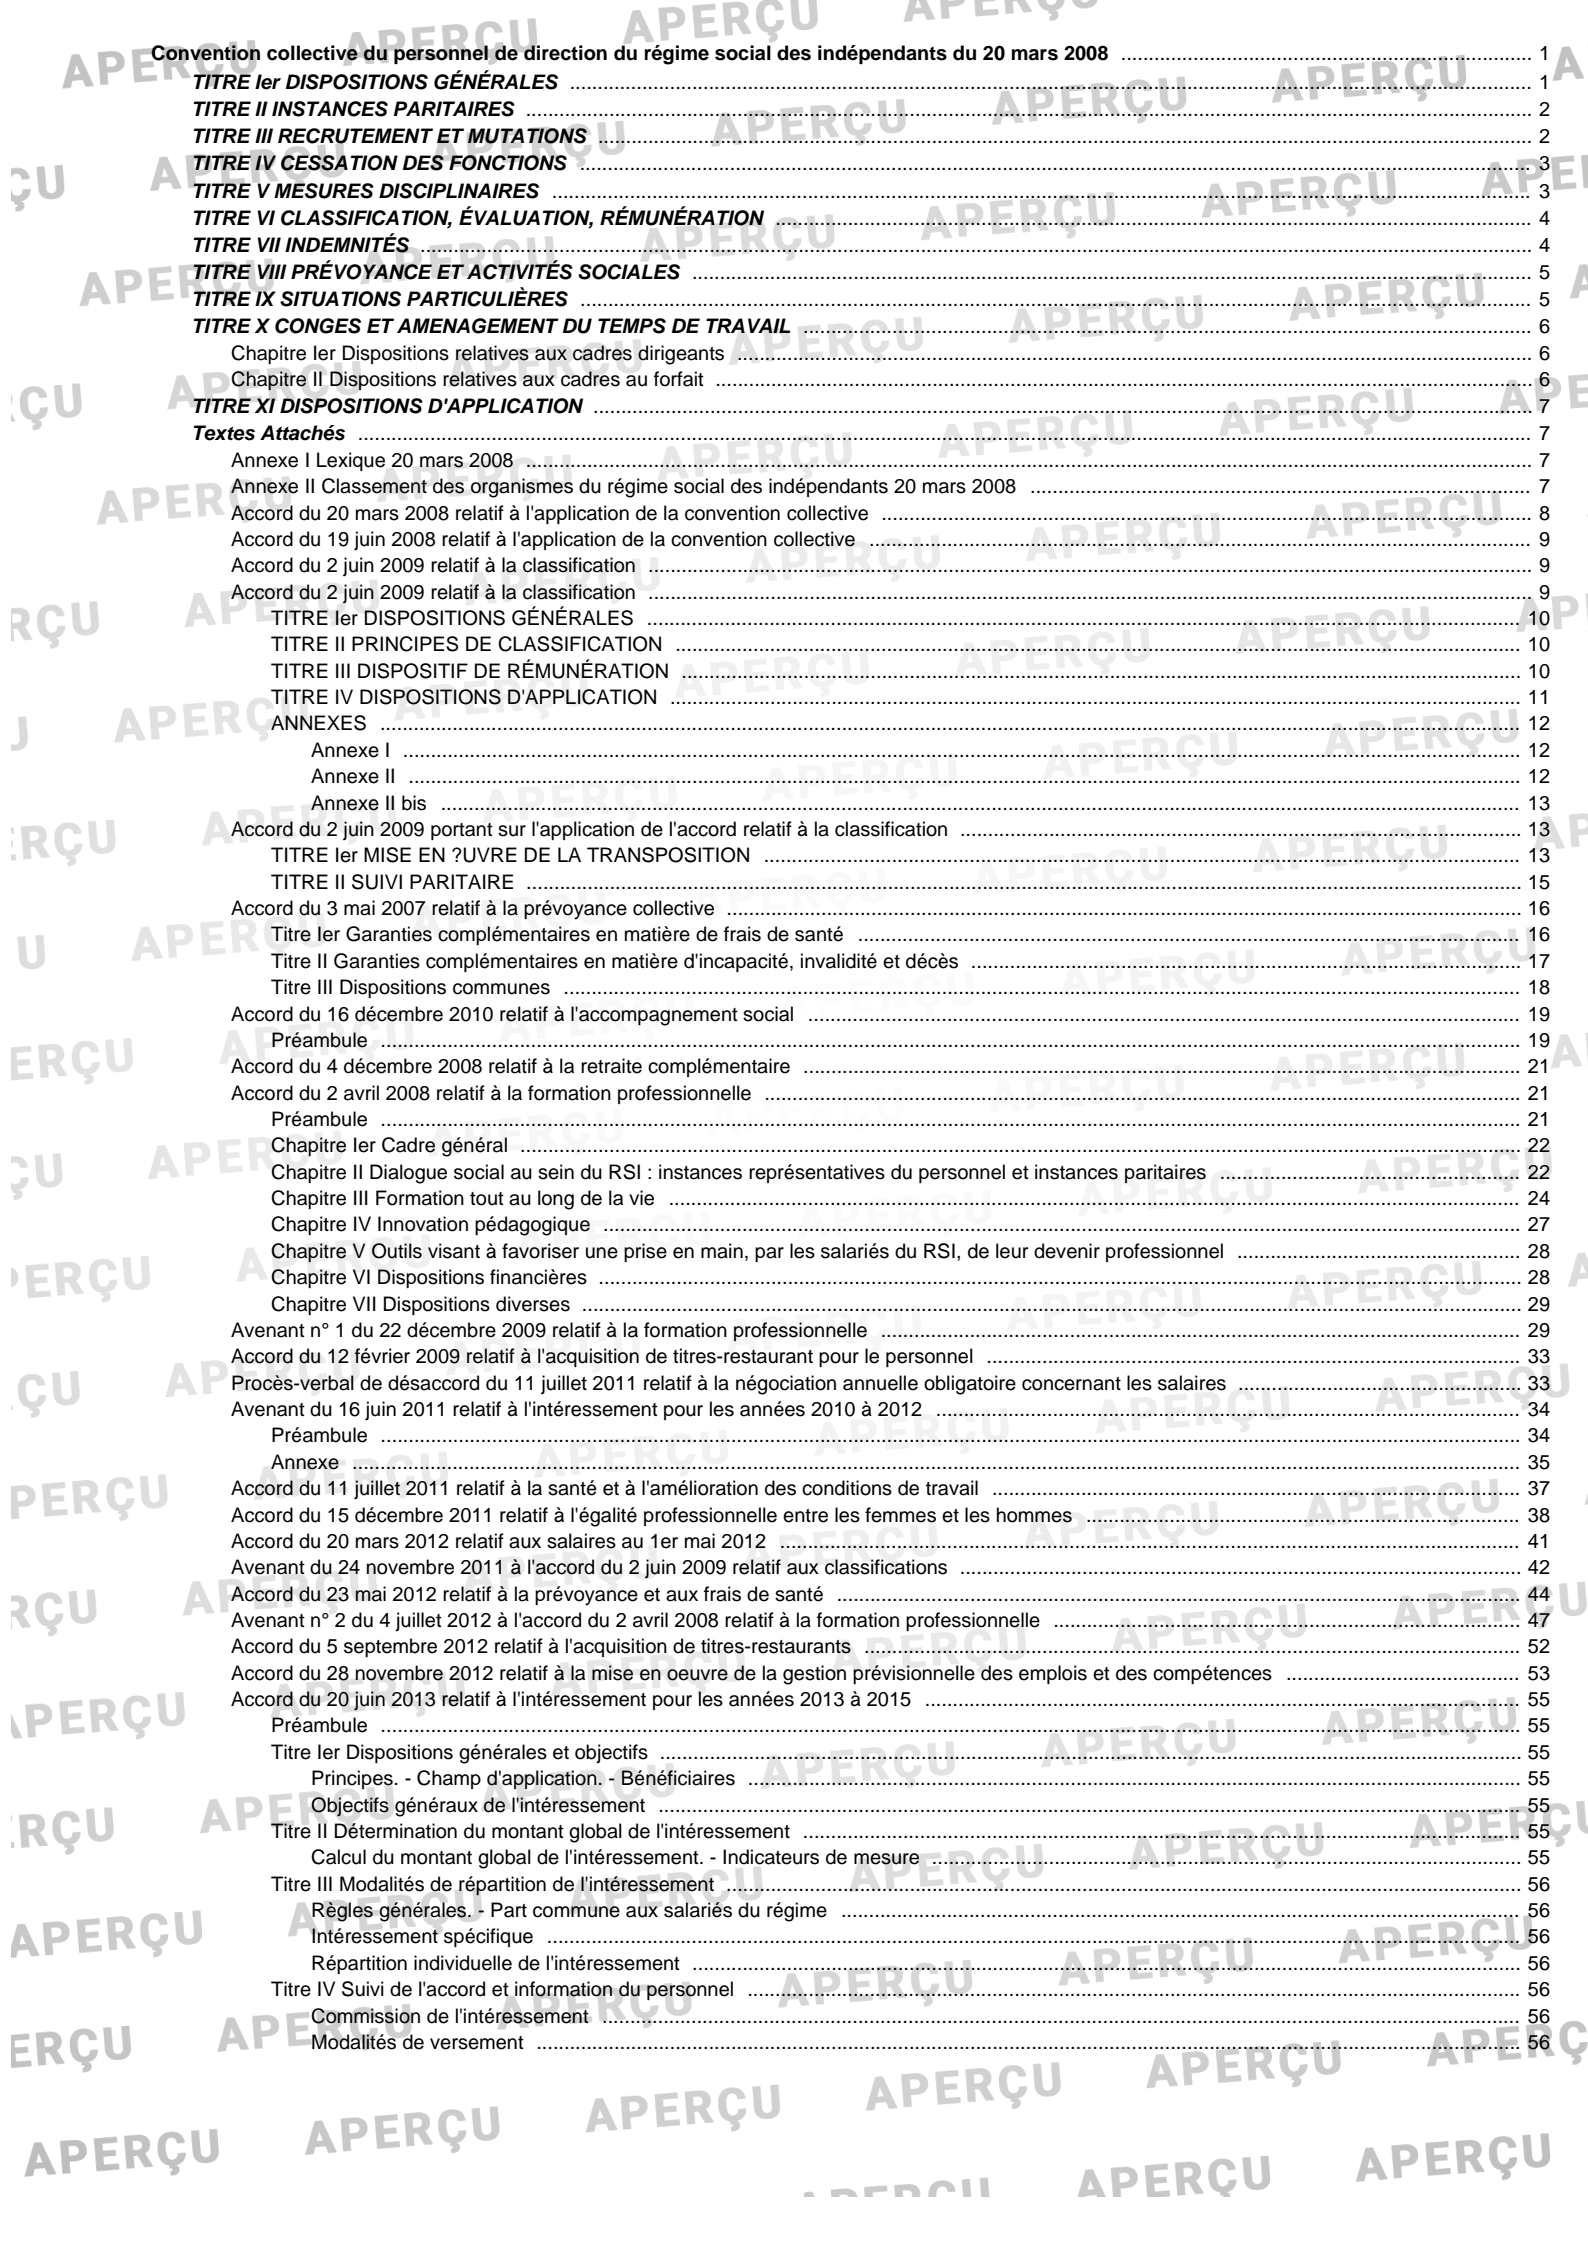 Convention collective du personnel de direction du régime social des indépendants du 20 mars 2008 ... 1
TITRE Ier DISPOSITIONS GÉNÉRALES ... 1
TITRE II INSTANCES PARITAIRES ... 2
TITRE III RECRUTEMENT ET MUTATIONS ... 2
TITRE IV CESSATION DES FONCTIONS ... 3
TITRE V MESURES DISCIPLINAIRES ... 3
TITRE VI CLASSIFICATION, ÉVALUATION, RÉMUNÉRATION ... 4
TITRE VII INDEMNITÉS ... 4
TITRE VIII PRÉVOYANCE ET ACTIVITÉS SOCIALES ... 5
TITRE IX SITUATIONS PARTICULIÈRES ... 5
TITRE X CONGES ET AMENAGEMENT DU TEMPS DE TRAVAIL ... 6
Chapitre Ier Dispositions relatives aux cadres dirigeants ... 6
Chapitre II Dispositions relatives aux cadres au forfait ... 6
TITRE XI DISPOSITIONS D'APPLICATION ... 7
Textes Attachés ... 7
Annexe I Lexique 20 mars 2008 ... 7
Annexe II Classement des organismes du régime social des indépendants 20 mars 2008 ... 7
Accord du 20 mars 2008 relatif à l'application de la convention collective ... 8
Accord du 19 juin 2008 relatif à l'application de la convention collective ... 9
Accord du 2 juin 2009 relatif à la classification ... 9
Accord du 2 juin 2009 relatif à la classification ... 9
TITRE Ier DISPOSITIONS GÉNÉRALES ... 10
TITRE II PRINCIPES DE CLASSIFICATION ... 10
TITRE III DISPOSITIF DE RÉMUNÉRATION ... 10
TITRE IV DISPOSITIONS D'APPLICATION ... 11
ANNEXES ... 12
Annexe I ... 12
Annexe II ... 12
Annexe II bis ... 13
Accord du 2 juin 2009 portant sur l'application de l'accord relatif à la classification ... 13
TITRE Ier MISE EN ?UVRE DE LA TRANSPOSITION ... 13
TITRE II SUIVI PARITAIRE ... 15
Accord du 3 mai 2007 relatif à la prévoyance collective ... 16
Titre Ier Garanties complémentaires en matière de frais de santé ... 16
Titre II Garanties complémentaires en matière d'incapacité, invalidité et décès ... 17
Titre III Dispositions communes ... 18
Accord du 16 décembre 2010 relatif à l'accompagnement social ... 19
Préambule ... 19
Accord du 4 décembre 2008 relatif à la retraite complémentaire ... 21
Accord du 2 avril 2008 relatif à la formation professionnelle ... 21
Préambule ... 21
Chapitre Ier Cadre général ... 22
Chapitre II Dialogue social au sein du RSI : instances représentatives du personnel et instances paritaires ... 22
Chapitre III Formation tout au long de la vie ... 24
Chapitre IV Innovation pédagogique ... 27
Chapitre V Outils visant à favoriser une prise en main, par les salariés du RSI, de leur devenir professionnel ... 28
Chapitre VI Dispositions financières ... 28
Chapitre VII Dispositions diverses ... 29
Avenant n° 1 du 22 décembre 2009 relatif à la formation professionnelle ... 29
Accord du 12 février 2009 relatif à l'acquisition de titres-restaurant pour le personnel ... 33
Procès-verbal de désaccord du 11 juillet 2011 relatif à la négociation annuelle obligatoire concernant les salaires ... 33
Avenant du 16 juin 2011 relatif à l'intéressement pour les années 2010 à 2012 ... 34
Préambule ... 34
Annexe ... 35
Accord du 11 juillet 2011 relatif à la santé et à l'amélioration des conditions de travail ... 37
Accord du 15 décembre 2011 relatif à l'égalité professionnelle entre les femmes et les hommes ... 38
Accord du 20 mars 2012 relatif aux salaires au 1er mai 2012 ... 41
Avenant du 24 novembre 2011 à l'accord du 2 juin 2009 relatif aux classifications ... 42
Accord du 23 mai 2012 relatif à la prévoyance et aux frais de santé ... 44
Avenant n° 2 du 4 juillet 2012 à l'accord du 2 avril 2008 relatif à la formation professionnelle ... 47
Accord du 5 septembre 2012 relatif à l'acquisition de titres-restaurants ... 52
Accord du 28 novembre 2012 relatif à la mise en oeuvre de la gestion prévisionnelle des emplois et des compétences ... 53
Accord du 20 juin 2013 relatif à l'intéressement pour les années 2013 à 2015 ... 55
Préambule ... 55
Titre Ier Dispositions générales et objectifs ... 55
Principes. - Champ d'application. - Bénéficiaires ... 55
Objectifs généraux de l'intéressement ... 55
Titre II Détermination du montant global de l'intéressement ... 55
Calcul du montant global de l'intéressement. - Indicateurs de mesure ... 55
Titre III Modalités de répartition de l'intéressement ... 56
Règles générales. - Part commune aux salariés du régime ... 56
Intéressement spécifique ... 56
Répartition individuelle de l'intéressement ... 56
Titre IV Suivi de l'accord et information du personnel ... 56
Commission de l'intéressement ... 56
Modalités de versement ... 56
APERÇU